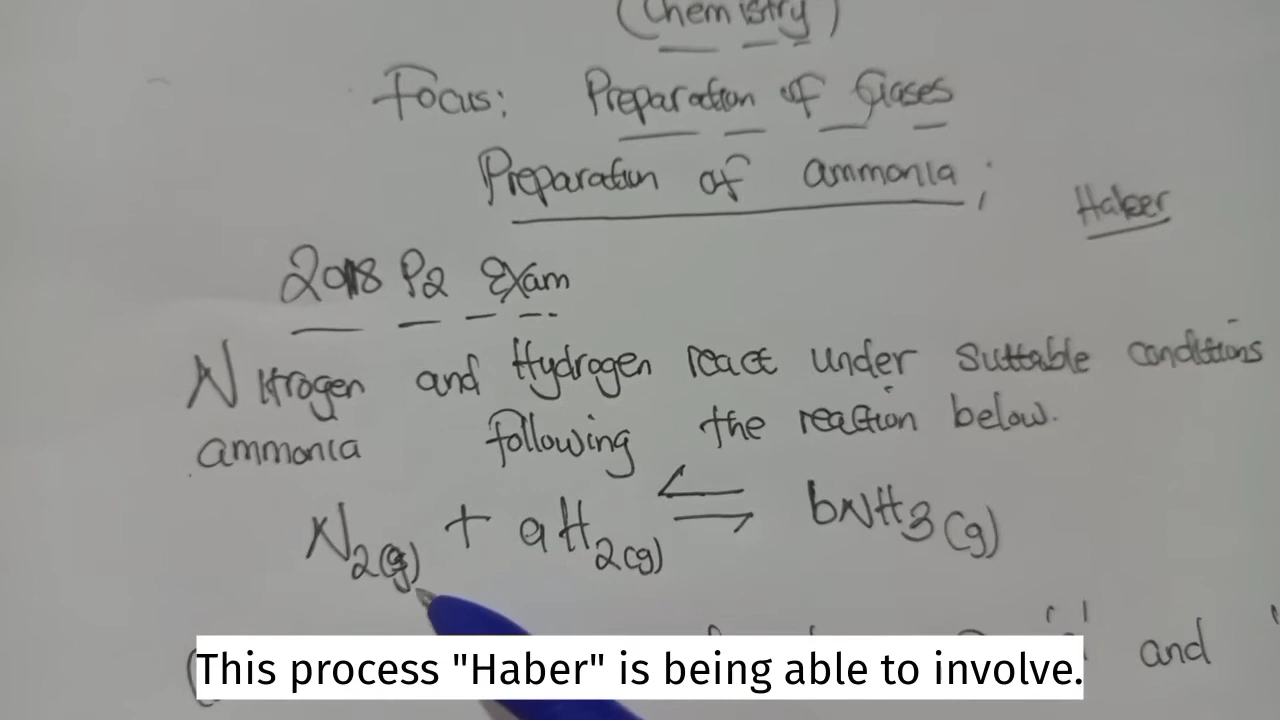 (Chemistry)
Focus: Preparation of Gases
Preparation of ammonia;
Haber
2018 P2 Exam
Nitrogen and Hydrogen react under suitable conditions
ammonia following the reaction below.
N2(g) + aH2(g) ⇌ bNH3(g)
and
This process "Haber" is being able to involve.